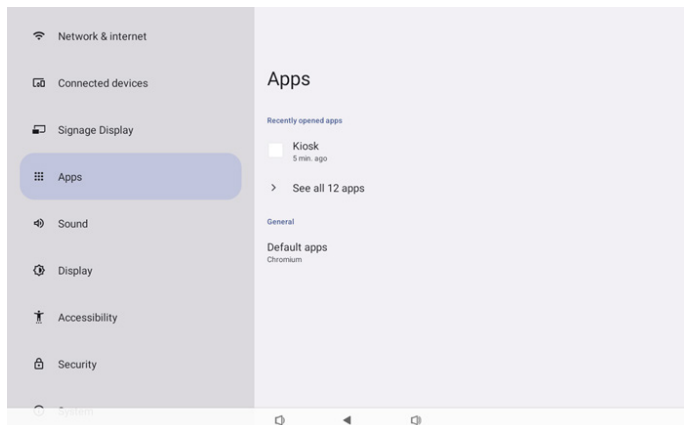 Network & internet
Connected devices
Signage Display
Apps
Sound
Display
Accessibility
Security
System
Apps
Recently opened apps
Kiosk
5 min. ago
See all 12 apps
General
Default apps
Chromium